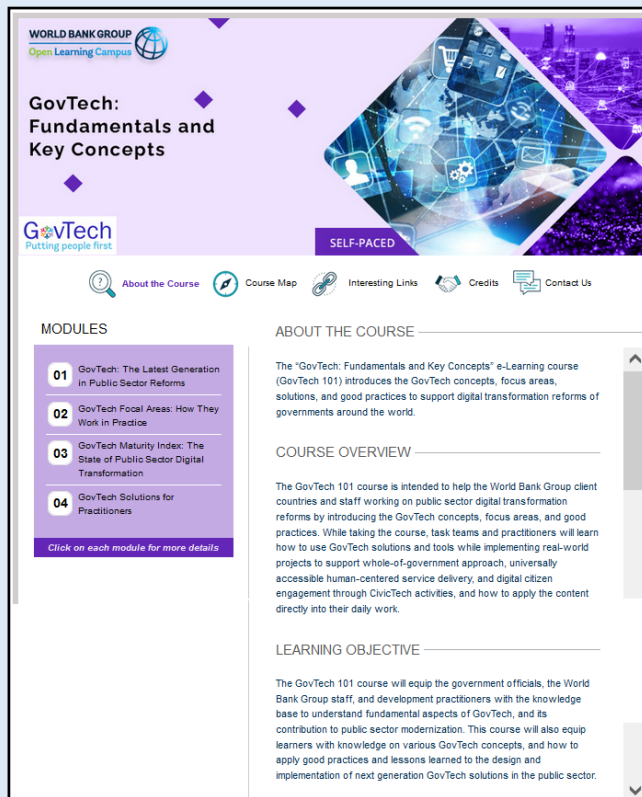 WORLD BANK GROUP
Open Learning Campus
GovTech:
Fundamentals and
Key Concepts
GovTech
Putting people first
SELF-PACED
About the Course
Course Map
Interesting Links
Credits
Contact Us
MODULES
01 GovTech: The Latest Generation
in Public Sector Reforms
02 GovTech Focal Areas: How They
Work in Practice
03 GovTech Maturity Index: The
State of Public Sector Digital
Transformation
04 GovTech Solutions for
Practitioners
Click on each module for more details
ABOUT THE COURSE
The “GovTech: Fundamentals and Key Concepts” e-Learning course
(GovTech 101) introduces the GovTech concepts, focus areas,
solutions, and good practices to support digital transformation reforms of
governments around the world.
COURSE OVERVIEW
The GovTech 101 course is intended to help the World Bank Group client
countries and staff working on public sector digital transformation
reforms by introducing the GovTech concepts, focus areas, and good
practices. While taking the course, task teams and practitioners will learn
how to use GovTech solutions and tools while implementing real-world
projects to support whole-of-government approach, universally
accessible human-centered service delivery, and digital citizen
engagement through CivicTech activities, and how to apply the content
directly into their daily work.
LEARNING OBJECTIVE
The GovTech 101 course will equip the government officials, the World
Bank Group staff, and development practitioners with the knowledge
base to understand fundamental aspects of GovTech, and its
contribution to public sector modernization. This course will also equip
learners with knowledge on various GovTech concepts, and how to
apply good practices and lessons learned to the design and
implementation of next generation GovTech solutions in the public sector.